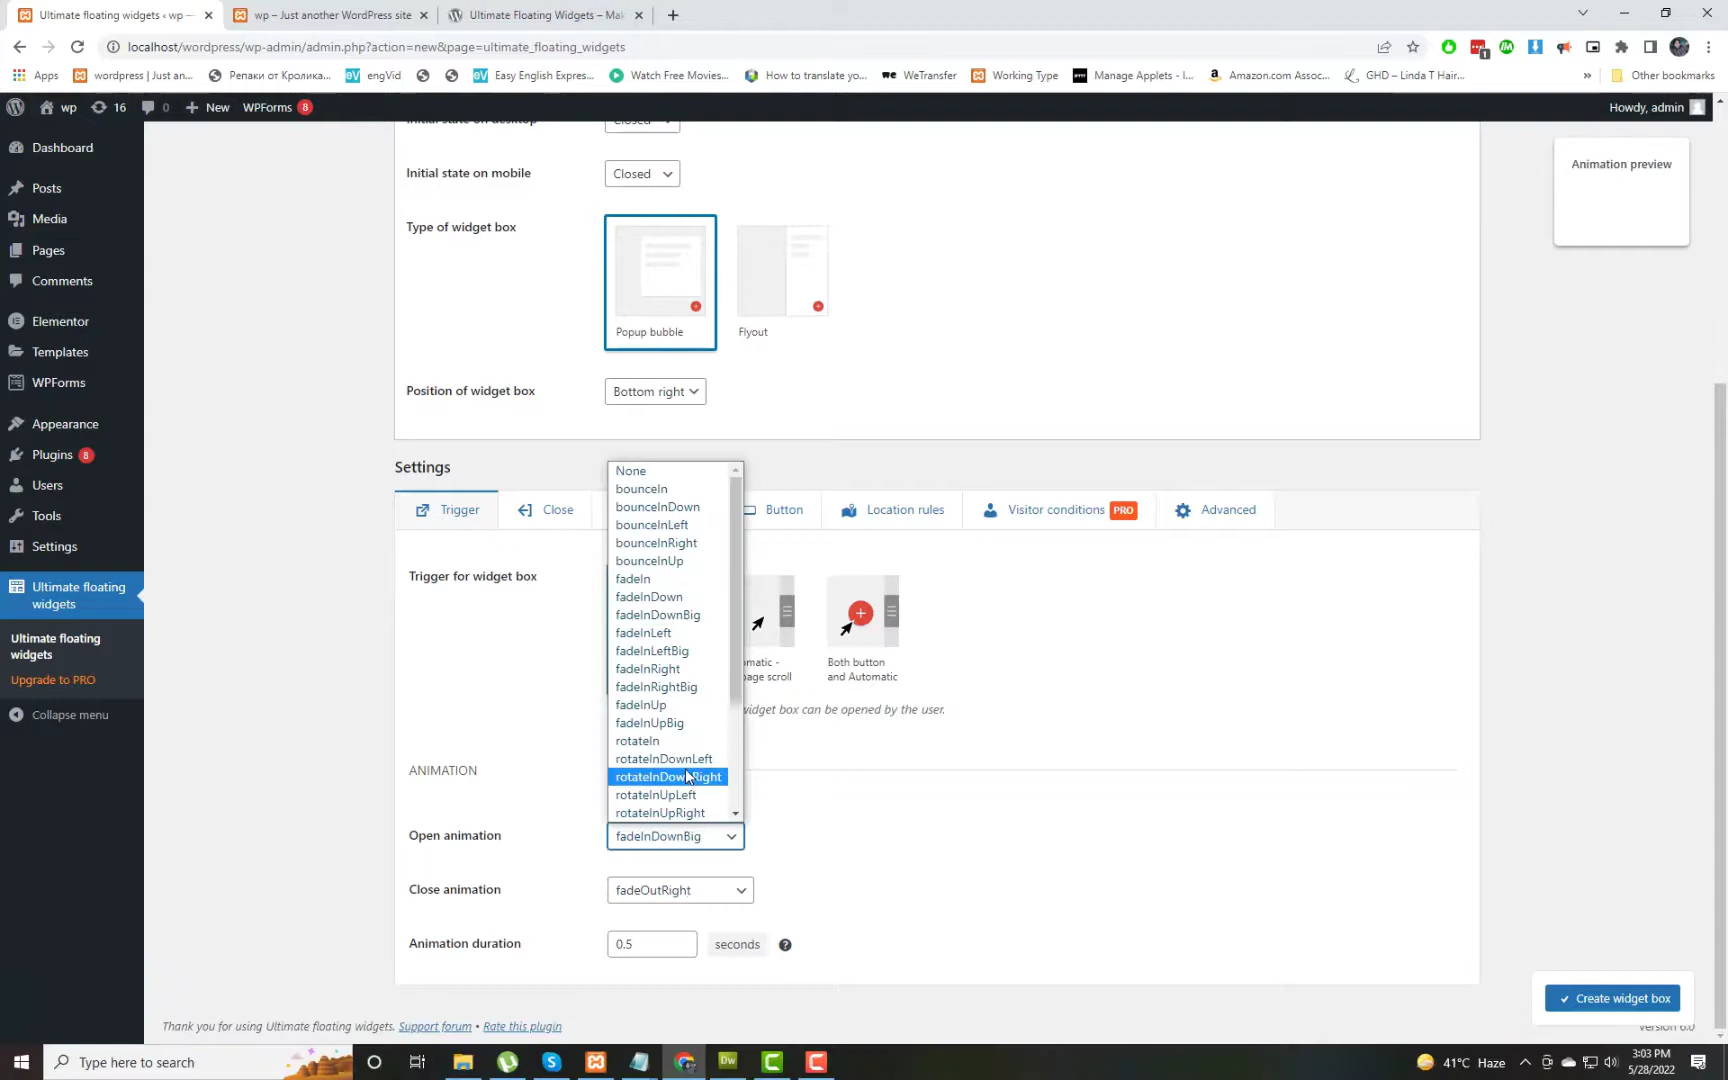 Ultimate floating widgets ‹ wp —
wp – Just another WordPress site
Ultimate Floating Widgets – Mak
localhost/wordpress/wp-admin/admin.php?action=new&page=ultimate_floating_widgets
1
Apps
wordpress | Just an...
Репаки от Кролика...
engVid
Easy English Expres...
Watch Free Movies...
How to translate yo...
WeTransfer
Working Type
Manage Applets - I...
Amazon.com Assoc...
GHD – Linda T Hair...
»
Other bookmarks
wp
16
0
New
WPForms 8
Howdy, admin
Dashboard
Posts
Media
Pages
Comments
Elementor
Templates
WPForms
Appearance
Plugins 8
Users
Tools
Settings
Ultimate floating
widgets
Ultimate floating
widgets
Upgrade to PRO
Collapse menu
Initial state on desktop
Closed
Initial state on mobile
Closed
Type of widget box
Popup bubble
Flyout
Position of widget box
Bottom right
Animation preview
Settings
Trigger
Close
Button
Location rules
Visitor conditions PRO
Advanced
Trigger for widget box
omatic -
page scroll
Both button
and Automatic
widget box can be opened by the user.
ANIMATION
None
bounceIn
bounceInDown
bounceInLeft
bounceInRight
bounceInUp
fadeIn
fadeInDown
fadeInDownBig
fadeInLeft
fadeInLeftBig
fadeInRight
fadeInRightBig
fadeInUp
fadeInUpBig
rotateIn
rotateInDownLeft
rotateInDownRight
rotateInUpLeft
rotateInUpRight
Open animation
fadeInDownBig
Close animation
fadeOutRight
Animation duration
0.5
seconds
?
Create widget box
Thank you for using Ultimate floating widgets. Support forum • Rate this plugin
Version 6.0
Type here to search
Dw
41°C Haze
3:03 PM
5/28/2022